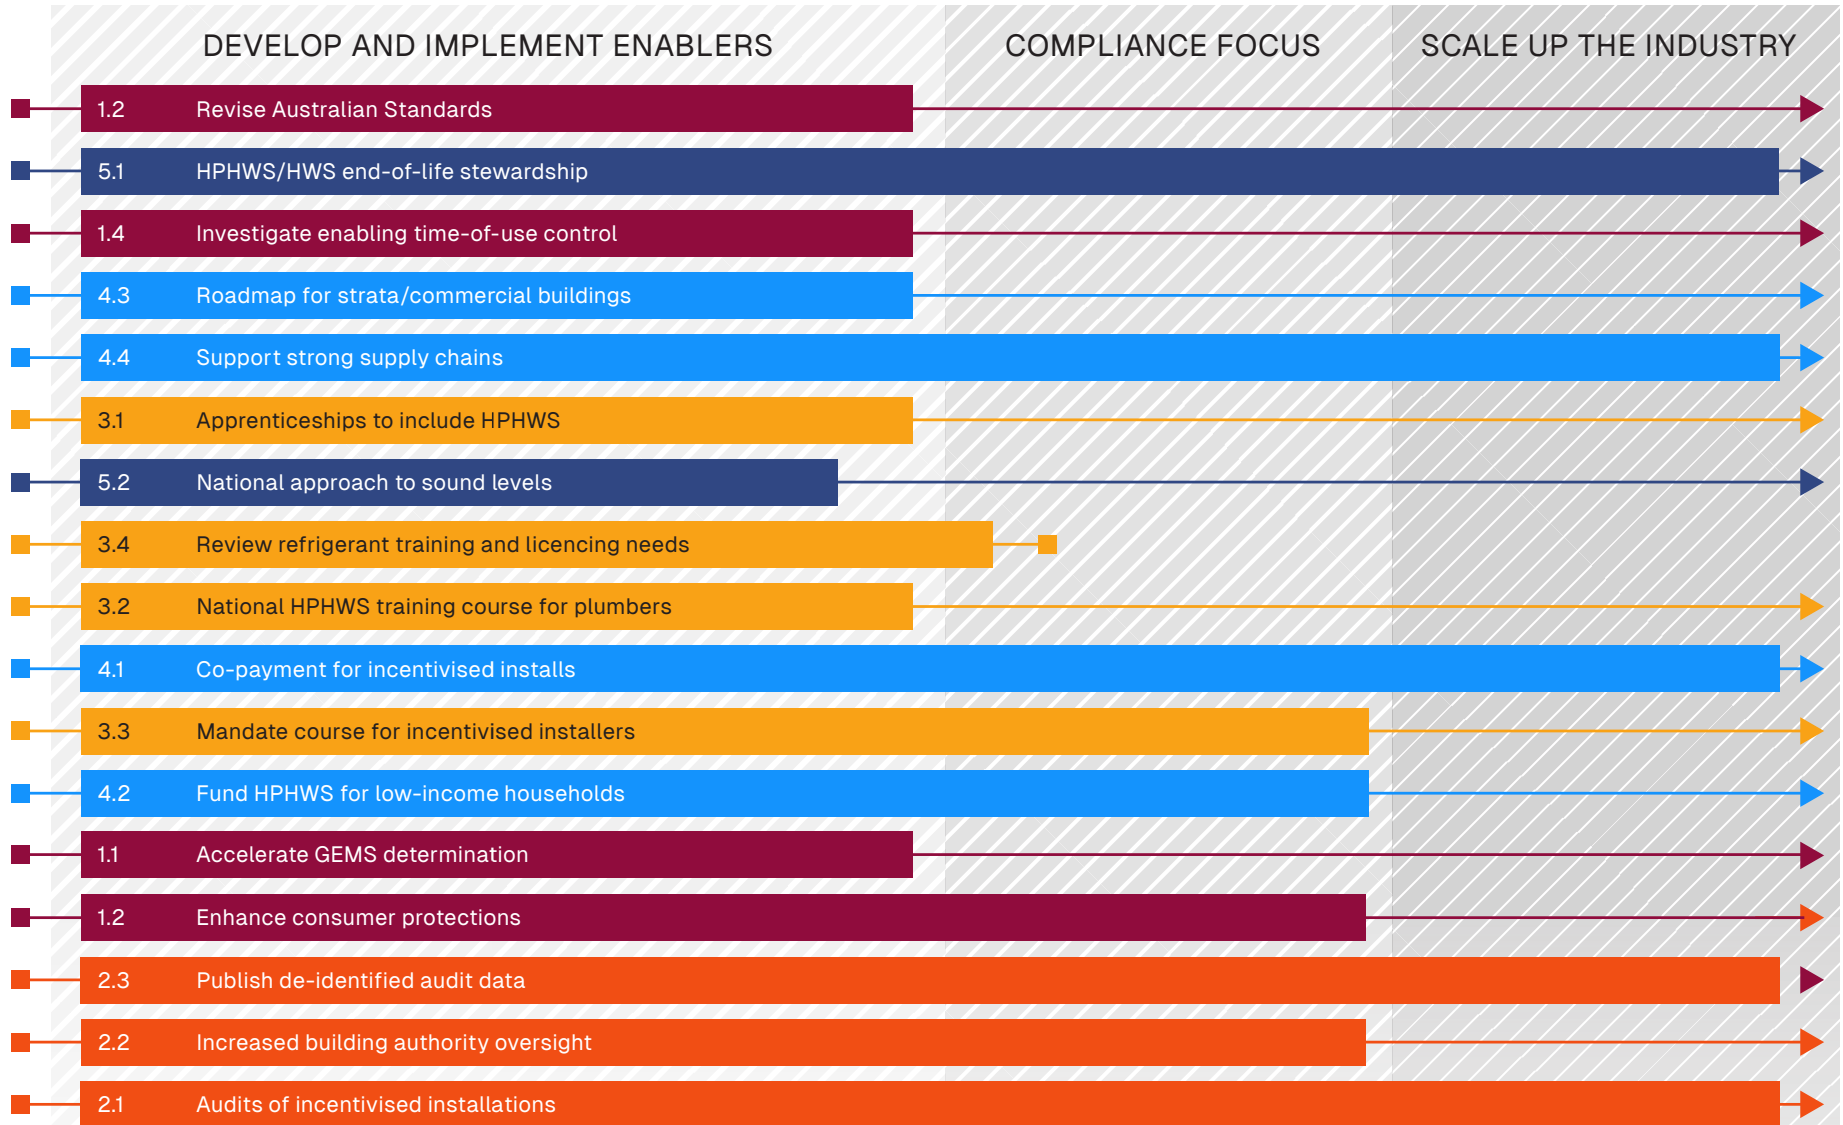 DEVELOP AND IMPLEMENT ENABLERS COMPLIANCE FOCUS SCALE UP THE INDUSTRY
1.2 Revise Australian Standards
5.1 HPHWS/HWS end-of-life stewardship
1.4 Investigate enabling time-of-use control
4.3 Roadmap for strata/commercial buildings
4.4 Support strong supply chains
3.1 Apprenticeships to include HPHWS
5.2 National approach to sound levels
3.4 Review refrigerant training and licencing needs
3.2 National HPHWS training course for plumbers
4.1 Co-payment for incentivised installs
3.3 Mandate course for incentivised installers
4.2 Fund HPHWS for low-income households
1.1 Accelerate GEMS determination
1.2 Enhance consumer protections
2.3 Publish de-identified audit data
2.2 Increased building authority oversight
2.1 Audits of incentivised installations